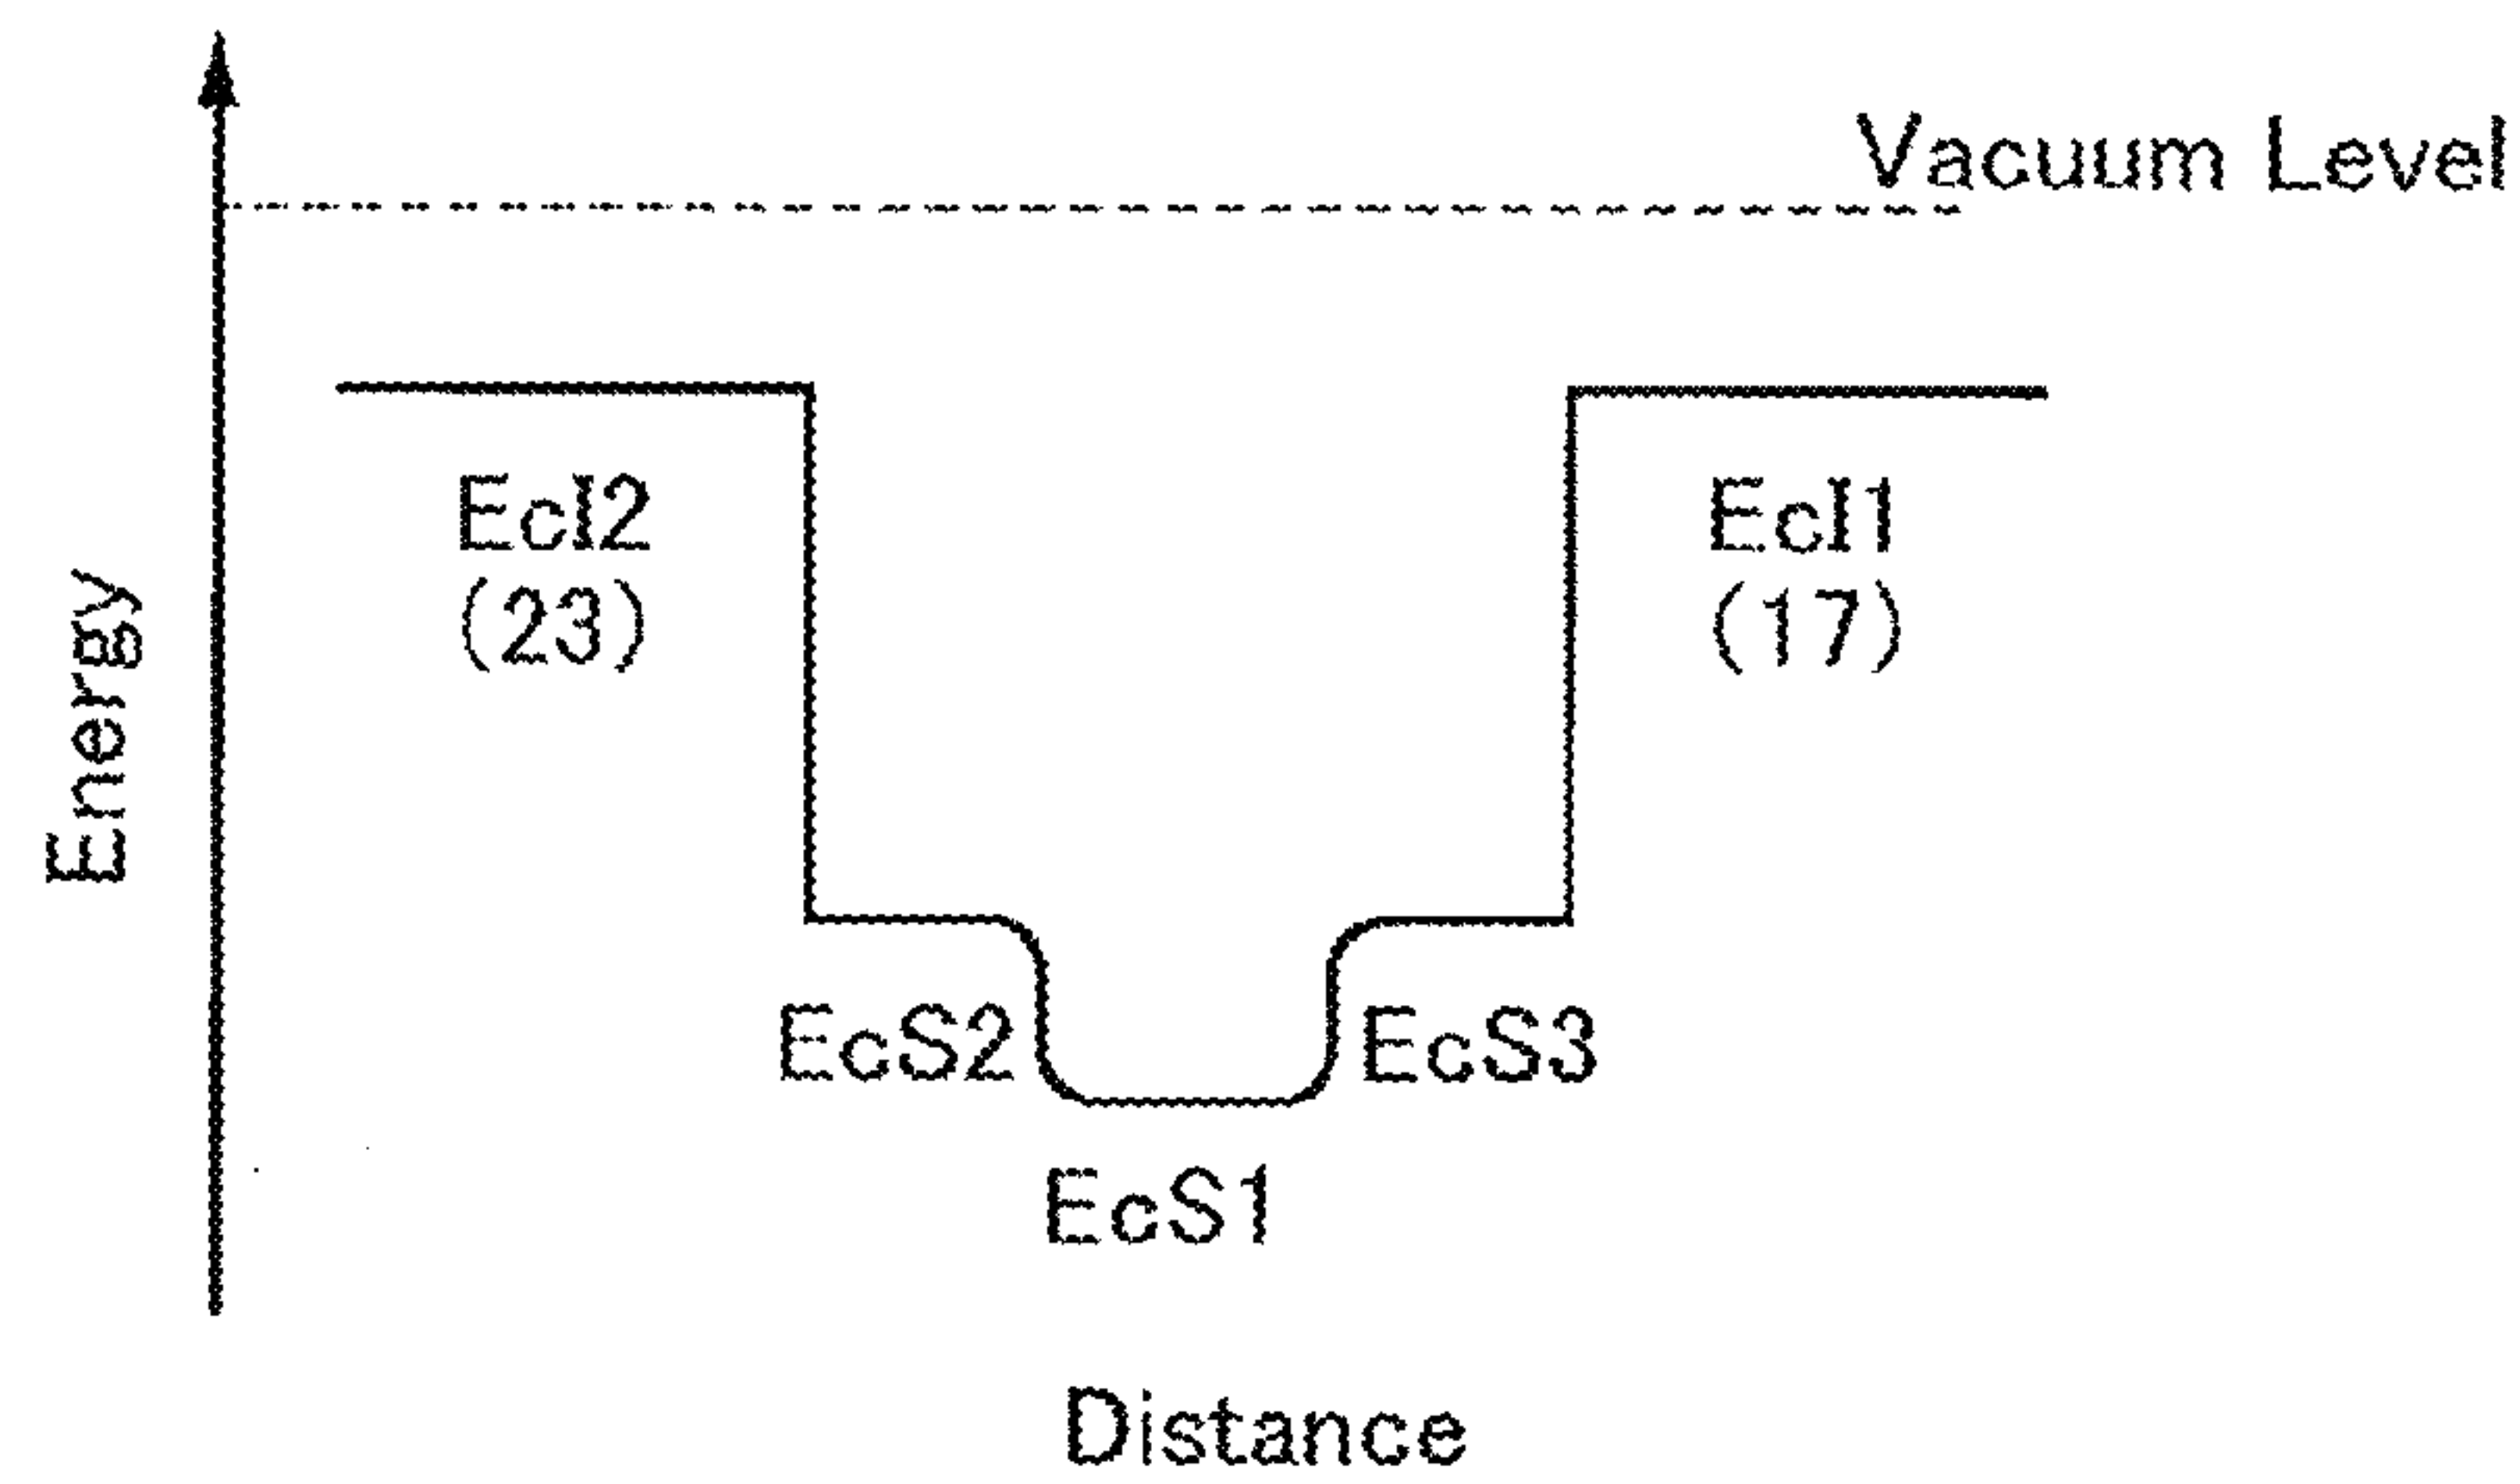 Vacuum Level
EcI2
(23)
EcI1
(17)
Energy
EcS2
EcS3
EcS1
Distance